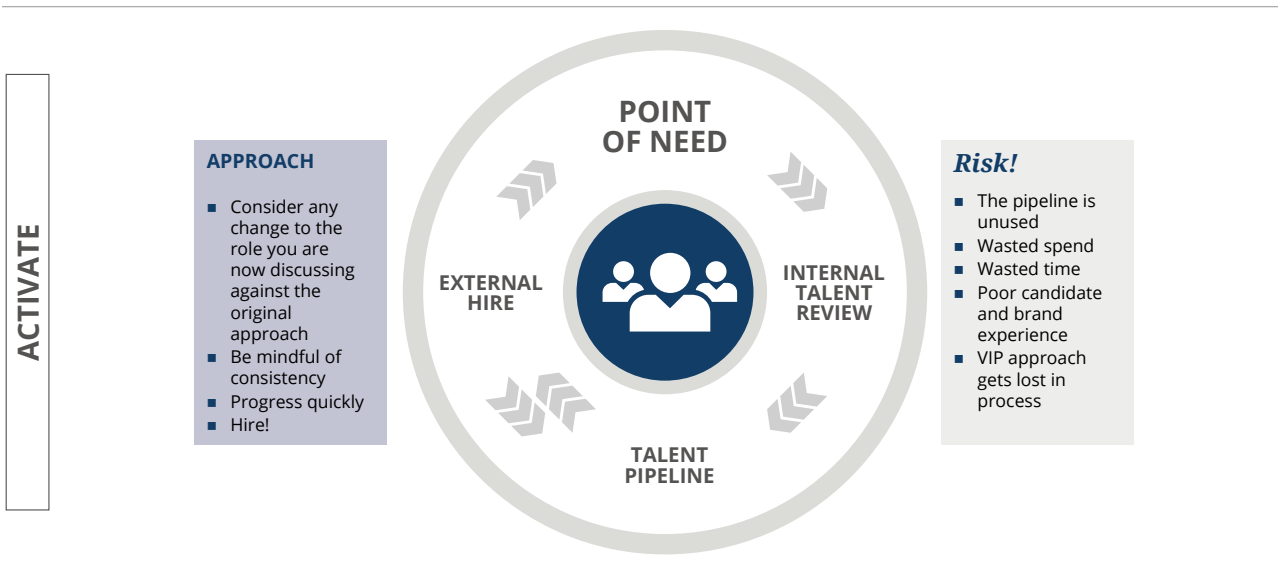 ACTIVATE
APPROACH
■ Consider any
change to the
role you are
now discussing
against the
original
approach
■ Be mindful of
consistency
■ Progress quickly
■ Hire!
POINT
OF NEED
EXTERNAL
HIRE
INTERNAL
TALENT
REVIEW
TALENT
PIPELINE
Risk!
■ The pipeline is
unused
■ Wasted spend
■ Wasted time
■ Poor candidate
and brand
experience
■ VIP approach
gets lost in
process